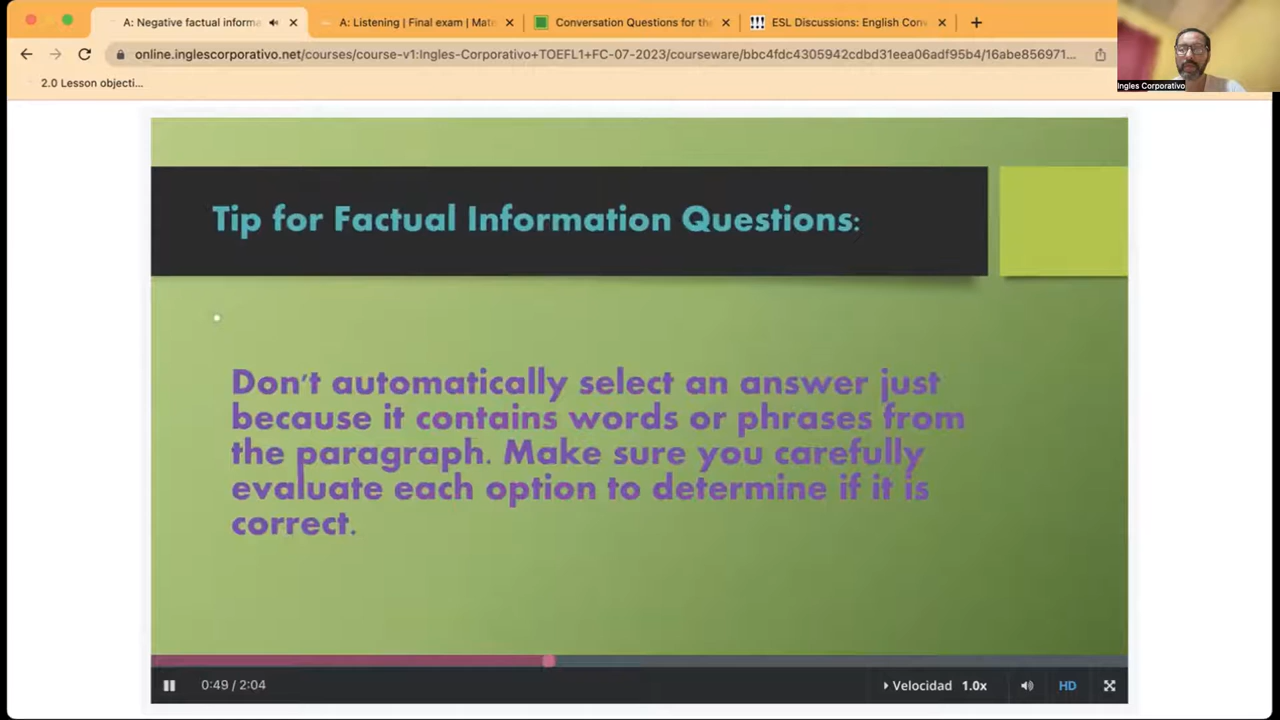 A: Negative factual informa
A: Listening | Final exam | Mate
Conversation Questions for the
ESL Discussions: English Conv
online.inglescorporativo.net/courses/course-v1:Ingles-Corporativo+TOEFL1+FC-07-2023/courseware/bbc4fdc4305942cdbd31eea06adf95b4/16abe856971...
2.0 Lesson objecti...
Ingles Corporativo
Tip for Factual Information Questions:
Don't automatically select an answer just
because it contains words or phrases from
the paragraph. Make sure you carefully
evaluate each option to determine if it is
correct.
0:49 / 2:04
Velocidad 1.0x
HD